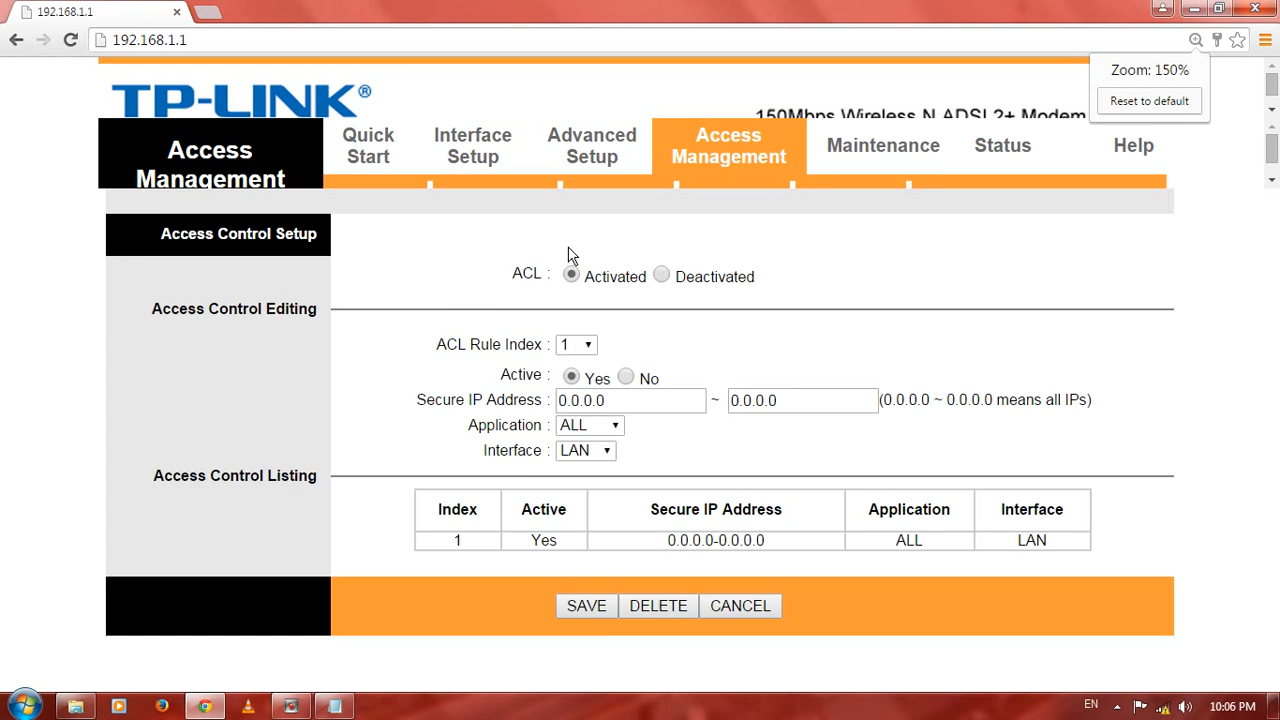 192.168.1.1
192.168.1.1
Zoom: 150%
Reset to default
TP-LINK®
150Mbps Wireless N ADSL2+ Modem
Access Management
Quick Start
Interface Setup
Advanced Setup
Access Management
Maintenance
Status
Help
Access Control Setup
ACL : Activated Deactivated
Access Control Editing
ACL Rule Index : 1
Active : Yes No
Secure IP Address : 0.0.0.0 ~ 0.0.0.0 (0.0.0.0 ~ 0.0.0.0 means all IPs)
Application : ALL
Interface : LAN
Access Control Listing
Index Active Secure IP Address Application Interface
1 Yes 0.0.0.0-0.0.0.0 ALL LAN
SAVE DELETE CANCEL
EN 10:06 PM